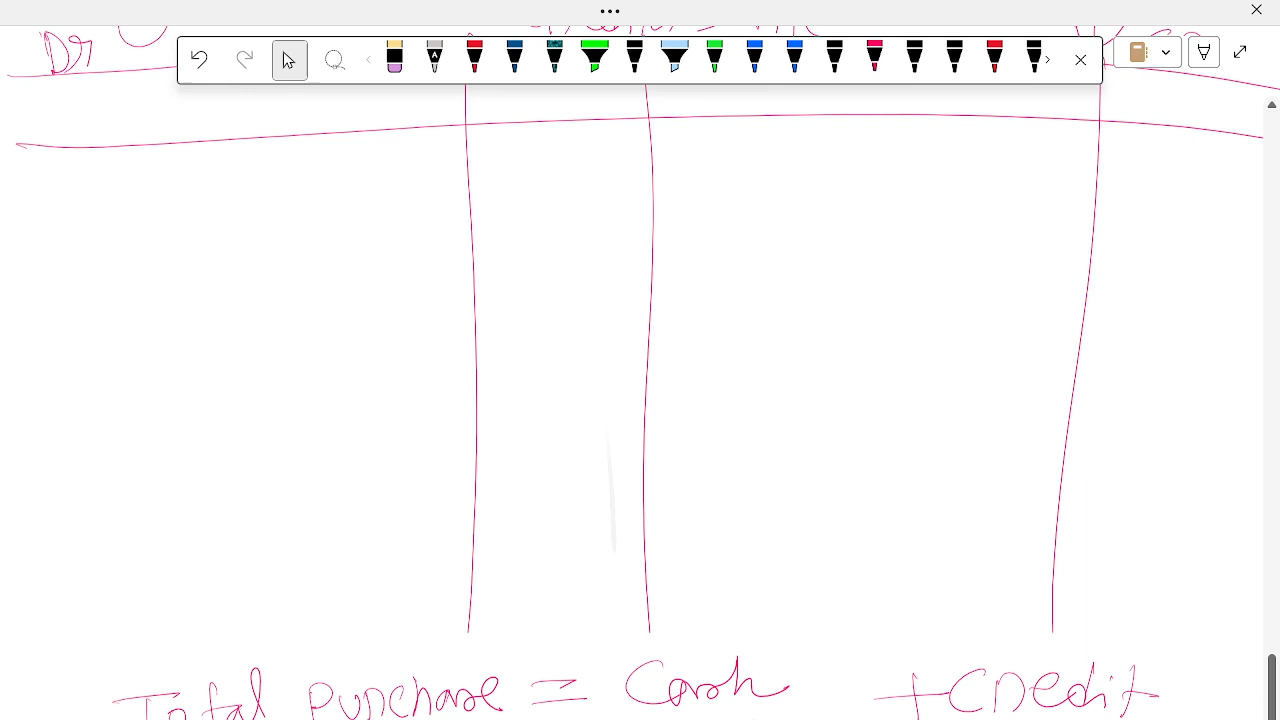 Dr
Total purchase = Cash + Credit